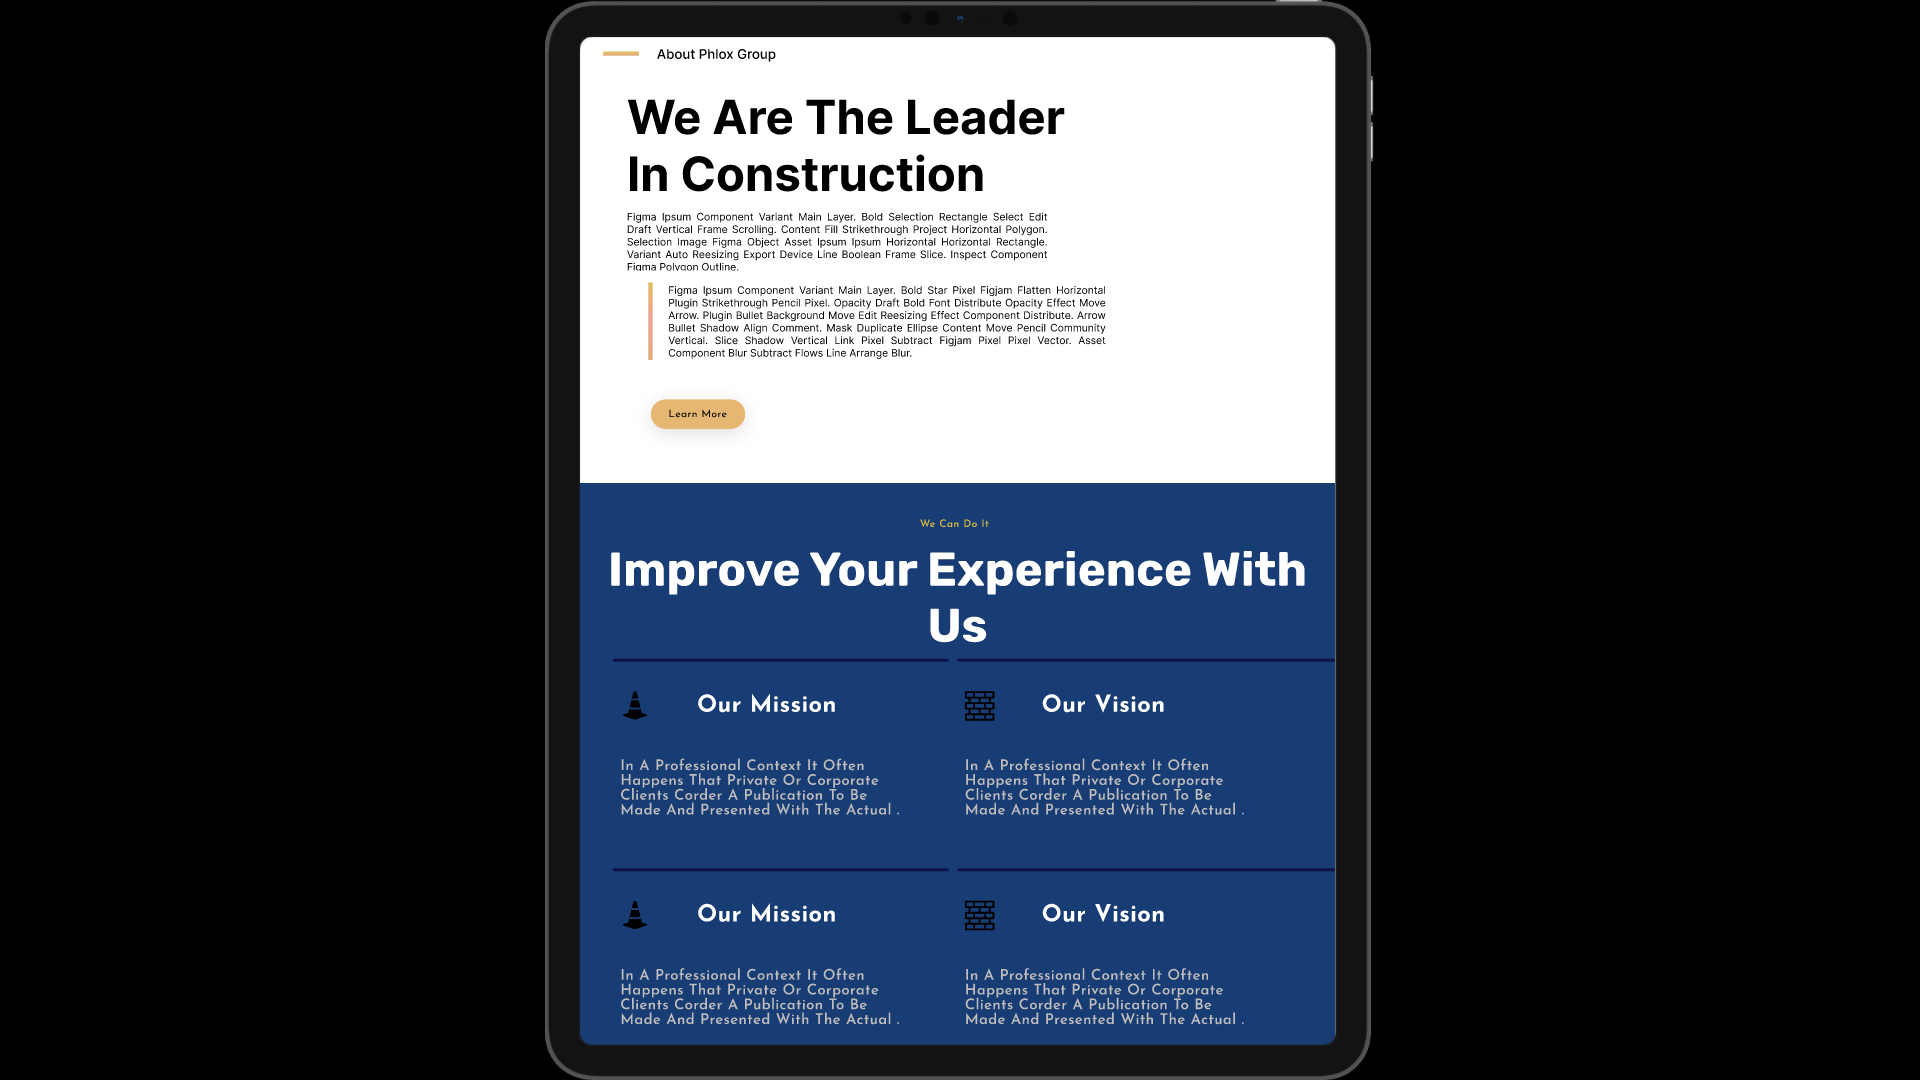 About Phlox Group
We Are The Leader
In Construction
Figma Ipsum Component Variant Main Layer. Bold Selection Rectangle Select Edit
Draft Vertical Frame Scrolling. Content Fill Strikethrough Project Horizontal Polygon.
Selection Image Figma Object Asset Ipsum Ipsum Horizontal Horizontal Rectangle.
Variant Auto Reesizing Export Device Line Boolean Frame Slice. Inspect Component
Figma Polygon Outline.
Figma Ipsum Component Variant Main Layer. Bold Star Pixel Figjam Flatten Horizontal
Plugin Strikethrough Pencil Pixel. Opacity Draft Bold Font Distribute Opacity Effect Move
Arrow. Plugin Bullet Background Move Edit Reesizing Effect Component Distribute. Arrow
Bullet Shadow Align Comment. Mask Duplicate Ellipse Content Move Pencil Community
Vertical. Slice Shadow Vertical Link Pixel Subtract Figjam Pixel Pixel Vector. Asset
Component Blur Subtract Flows Line Arrange Blur.
Learn More
We Can Do It
Improve Your Experience With
Us
Our Mission
In A Professional Context It Often
Happens That Private Or Corporate
Clients Corder A Publication To Be
Made And Presented With The Actual .
Our Vision
In A Professional Context It Often
Happens That Private Or Corporate
Clients Corder A Publication To Be
Made And Presented With The Actual .
Our Mission
In A Professional Context It Often
Happens That Private Or Corporate
Clients Corder A Publication To Be
Made And Presented With The Actual .
Our Vision
In A Professional Context It Often
Happens That Private Or Corporate
Clients Corder A Publication To Be
Made And Presented With The Actual .